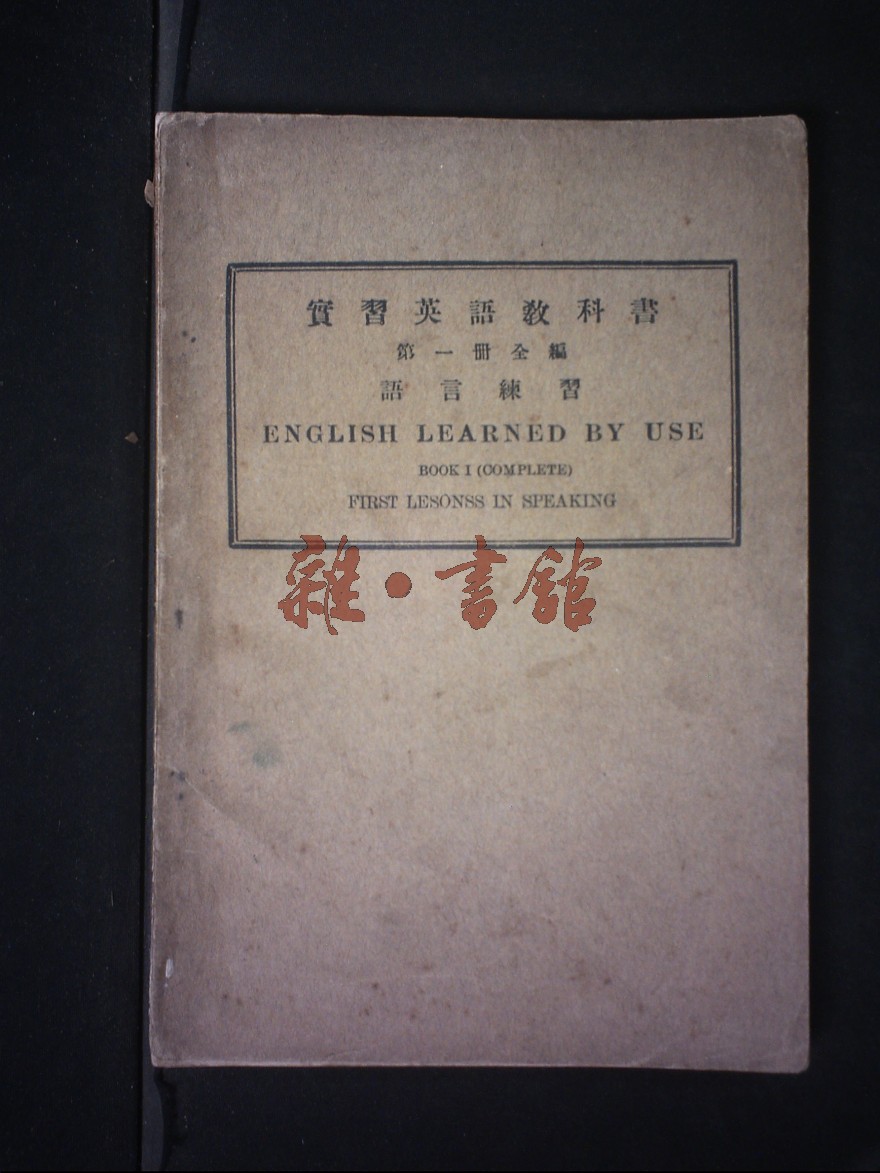 實習英語敎科書
第一冊全編
語言練習
ENGLISH LEARNED BY USE
BOOK I (COMPLETE)
FIRST LESONSS IN SPEAKING
雜·書館